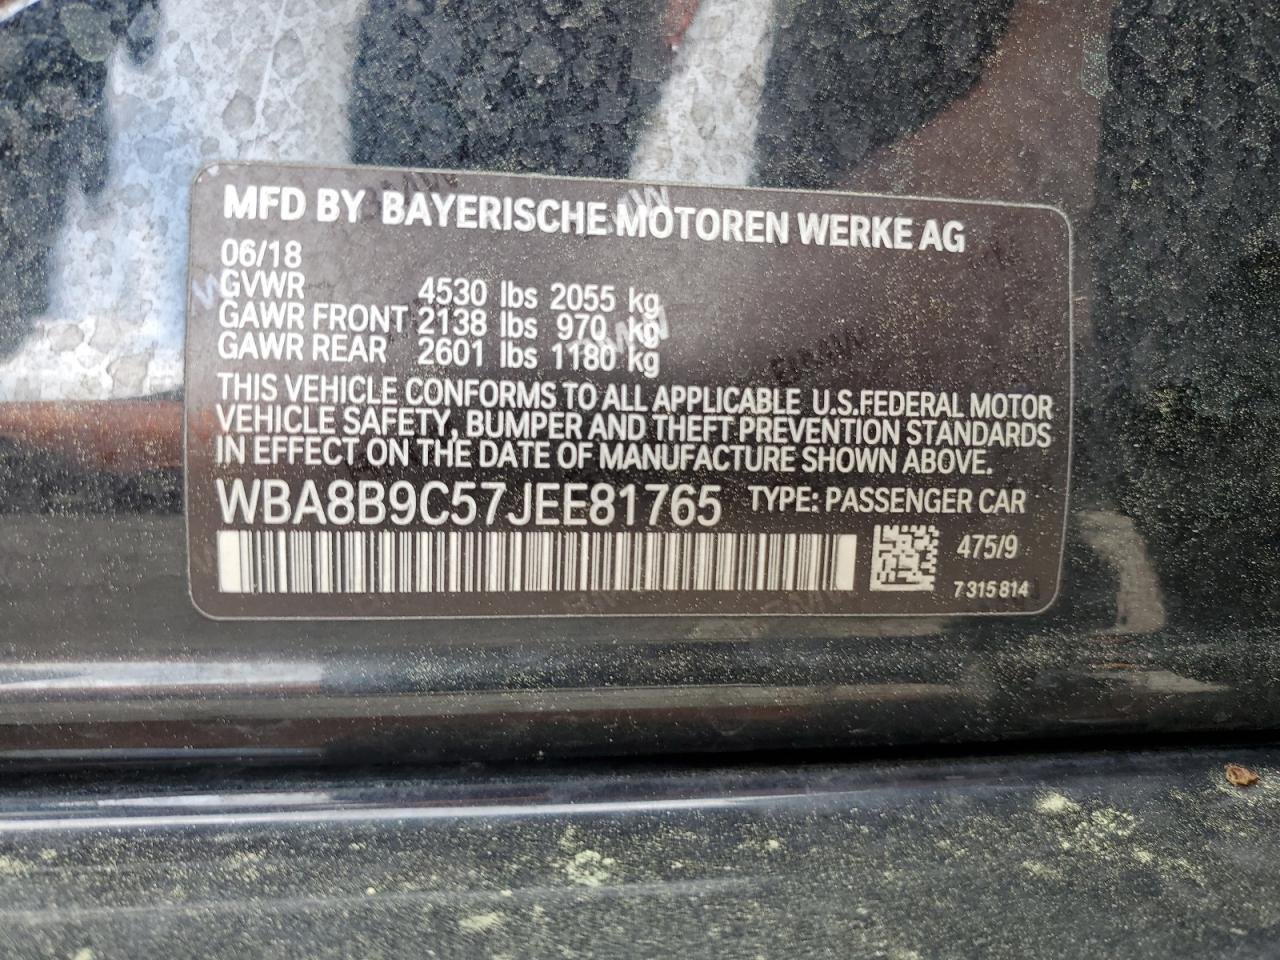 MFD BY BAYERISCHE MOTOREN WERKE AG
06/18
GVWR 4530 lbs 2055 kg
GAWR FRONT 2138 lbs 970 kg
GAWR REAR 2601 lbs 1180 kg
THIS VEHICLE CONFORMS TO ALL APPLICABLE U.S.FEDERAL MOTOR
VEHICLE SAFETY, BUMPER AND THEFT PREVENTION STANDARDS
IN EFFECT ON THE DATE OF MANUFACTURE SHOWN ABOVE.
WBA8B9C57JEE81765 TYPE: PASSENGER CAR
475/9
7 315 814